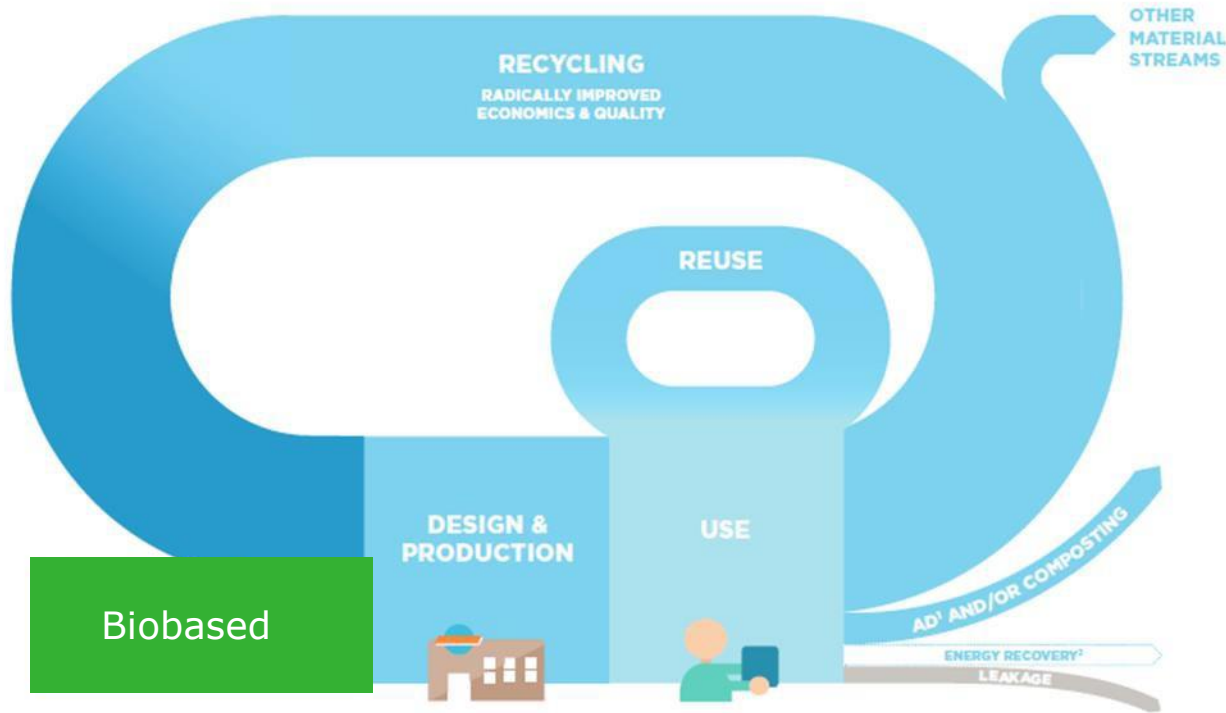 OTHER
MATERIAL
STREAMS
RECYCLING
RADICALLY IMPROVED
ECONOMICS & QUALITY
REUSE
DESIGN &
PRODUCTION
USE
Biobased
AD¹ AND/OR COMPOSTING
ENERGY RECOVERY²
LEAKAGE